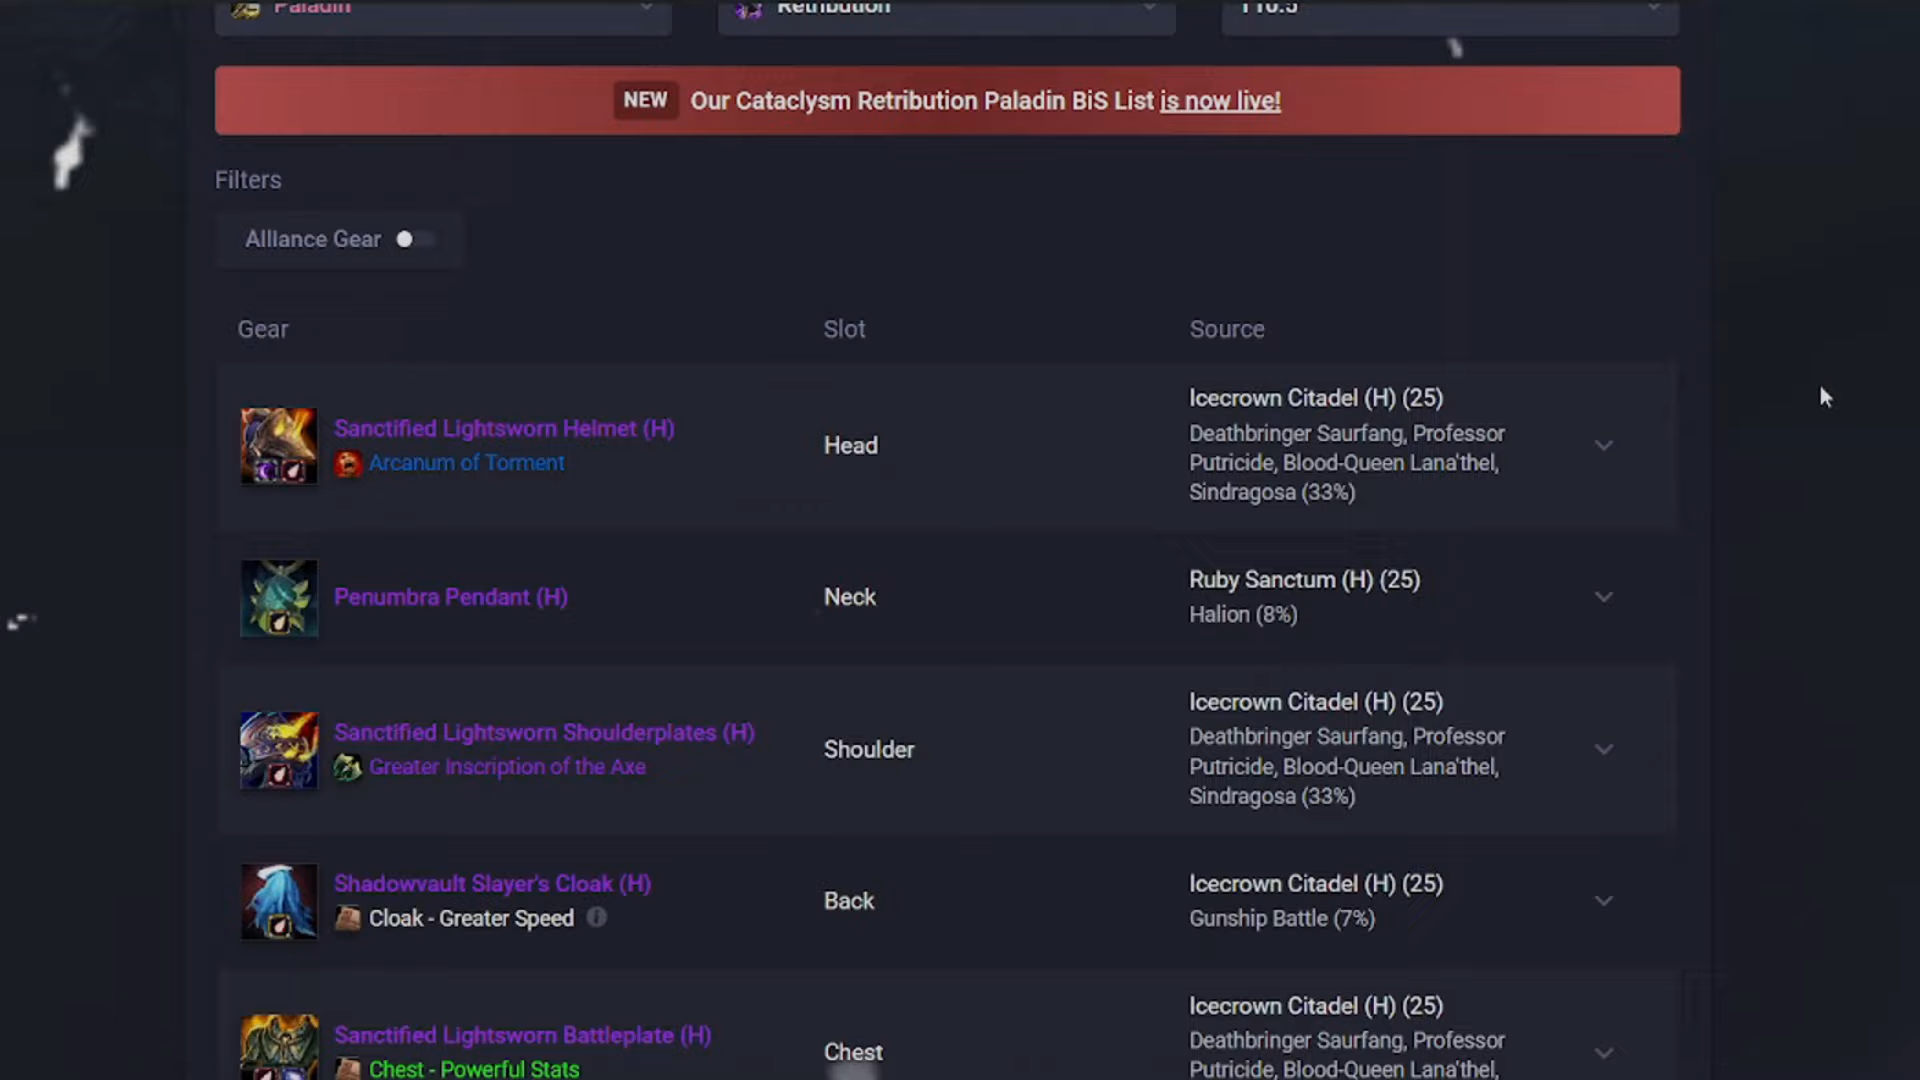 Paladin
Retribution
NEW Our Cataclysm Retribution Paladin BiS List is now live!
Filters
Alliance Gear
Gear Slot Source
Sanctified Lightsworn Helmet (H)
Arcanum of Torment
Head
Icecrown Citadel (H) (25)
Deathbringer Saurfang, Professor
Putricide, Blood-Queen Lana'thel,
Sindragosa (33%)
Penumbra Pendant (H)
Neck
Ruby Sanctum (H) (25)
Halion (8%)
Sanctified Lightsworn Shoulderplates (H)
Greater Inscription of the Axe
Shoulder
Icecrown Citadel (H) (25)
Deathbringer Saurfang, Professor
Putricide, Blood-Queen Lana'thel,
Sindragosa (33%)
Shadowvault Slayer's Cloak (H)
Cloak - Greater Speed
Back
Icecrown Citadel (H) (25)
Gunship Battle (7%)
Sanctified Lightsworn Battleplate (H)
Chest - Powerful Stats
Chest
Icecrown Citadel (H) (25)
Deathbringer Saurfang, Professor
Putricide, Blood-Queen Lana'thel,